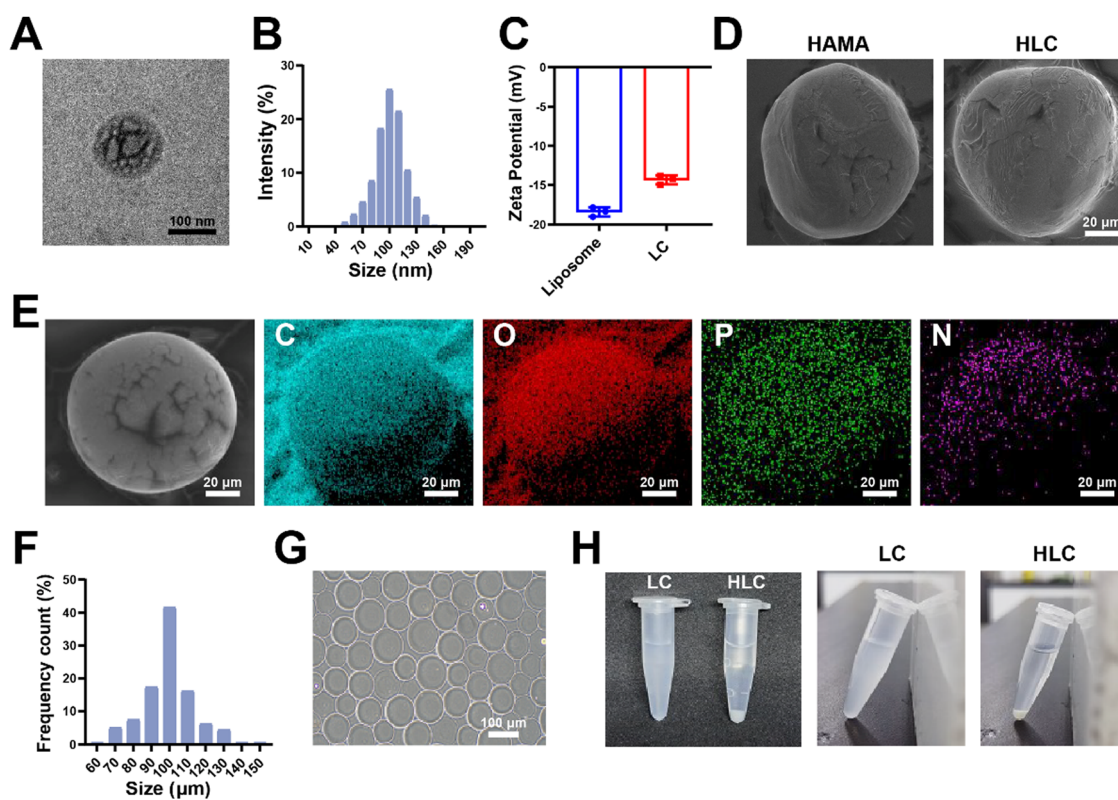 A
100 nm
B
Intensity (%)
30
20
10
0
10 40 70 100 130 160 190
Size (nm)
C
Zeta Potential (mV)
0
-5
-10
-15
-20
Liposome
LC
D
HAMA
HLC
20 µm
E
20 µm
C
20 µm
O
20 µm
P
20 µm
N
20 µm
F
Frequency count (%)
50
40
30
20
10
0
60 70 80 90 100 110 120 130 140 150
Size (µm)
G
100 µm
H
LC HLC
LC
HLC